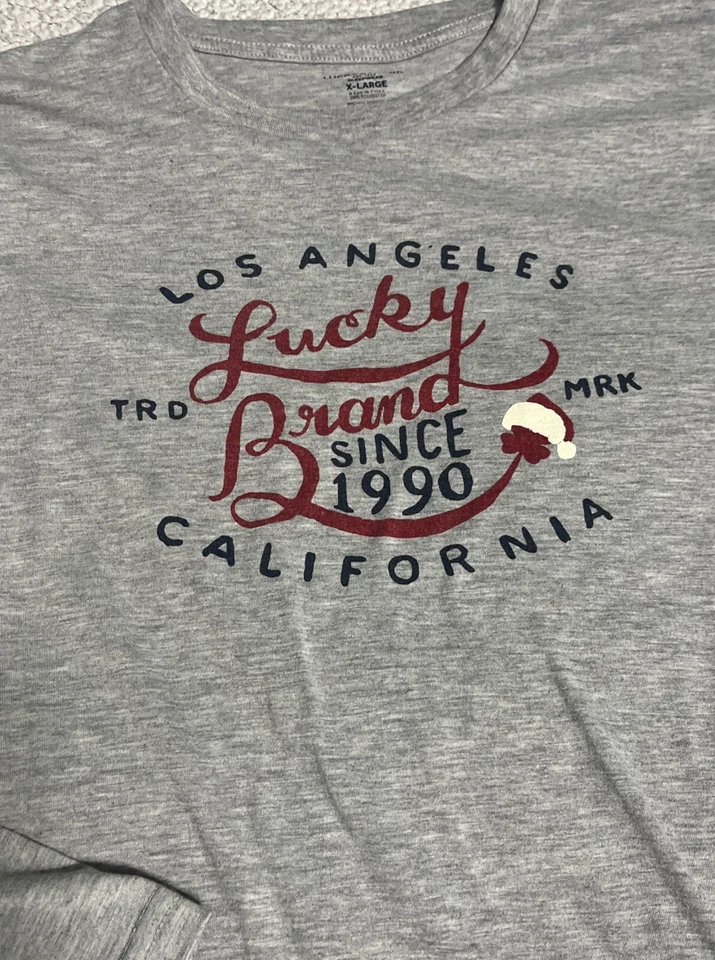 X-LARGE
LOS ANGELES
Lucky
TRD MRK
Brand
SINCE
1990
CALIFORNIA